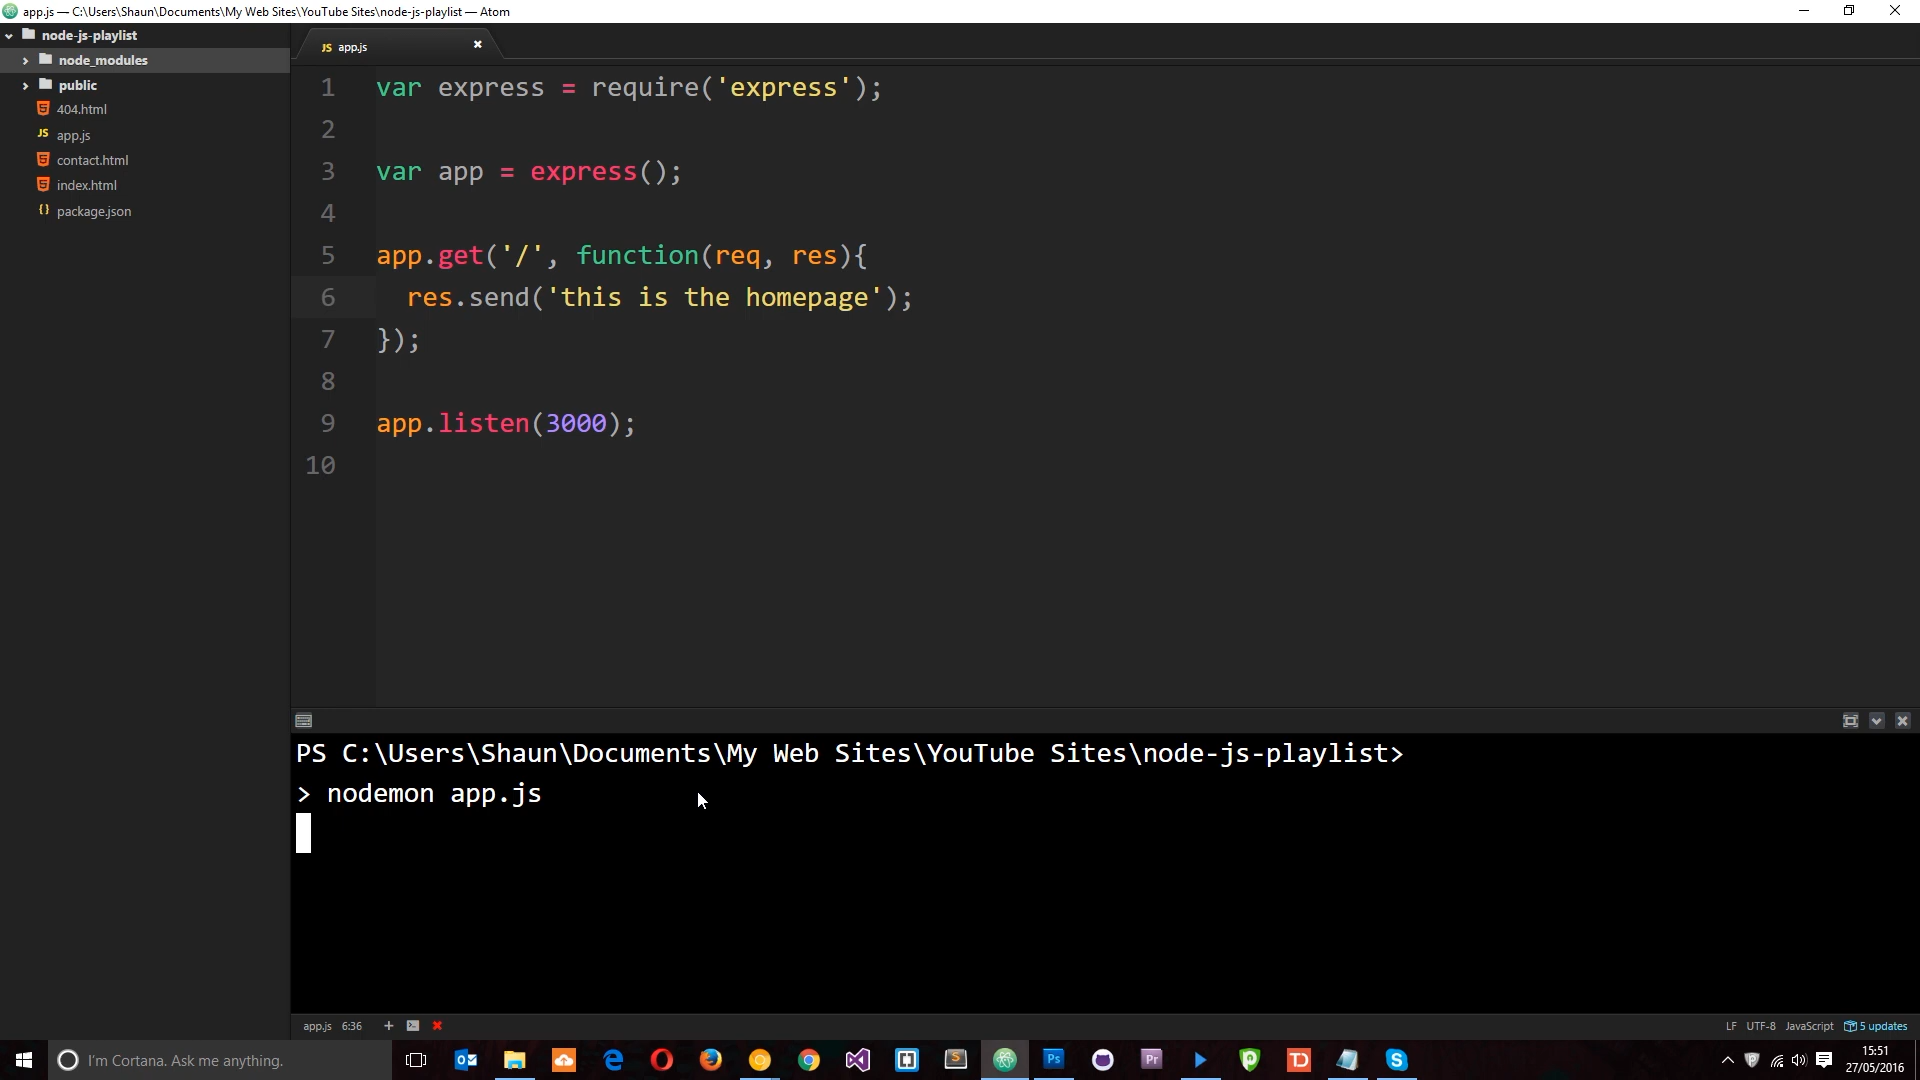 app.js — C:\Users\Shaun\Documents\My Web Sites\YouTube Sites\node-js-playlist — Atom
node-js-playlist
node_modules
public
404.html
JS app.js
contact.html
index.html
{} package.json
JS app.js
1 var express = require('express');
2
3 var app = express();
4
5 app.get('/', function(req, res){
6 res.send('this is the homepage');
7 });
8
9 app.listen(3000);
10
PS C:\Users\Shaun\Documents\My Web Sites\YouTube Sites\node-js-playlist>
> nodemon app.js
app.js 6:36
LF UTF-8 JavaScript 5 updates
I'm Cortana. Ask me anything.
Ps
Pr
TD
15:51
27/05/2016